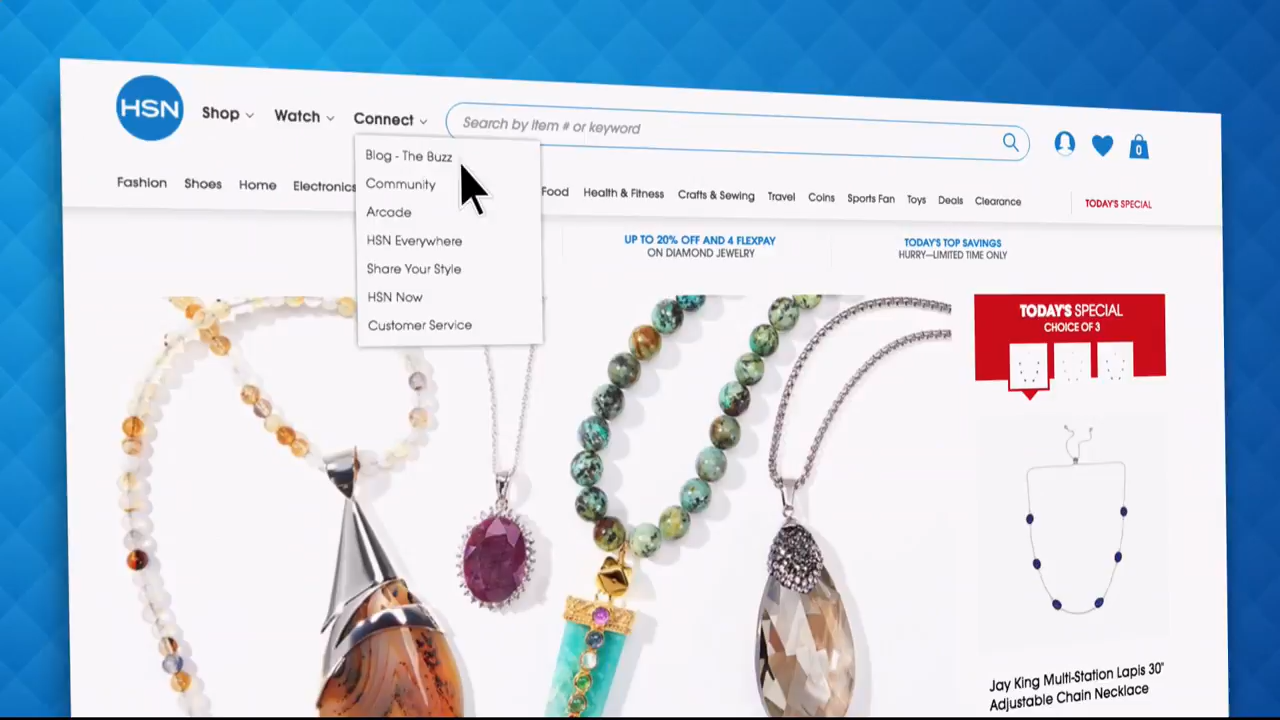 HSN
Shop
Watch
Connect
Search by item # or keyword
0
Blog - The Buzz
Community
Arcade
HSN Everywhere
Share Your Style
HSN Now
Customer Service
Fashion
Shoes
Home
Electronics
Food
Health & Fitness
Crafts & Sewing
Travel
Coins
Sports Fan
Toys
Deals
Clearance
TODAY'S SPECIAL
UP TO 20% OFF AND 4 FLEXPAY
ON DIAMOND JEWELRY
TODAY'S TOP SAVINGS
HURRY—LIMITED TIME ONLY
TODAY'S SPECIAL
CHOICE OF 3
Jay King Multi-Station Lapis 30"
Adjustable Chain Necklace